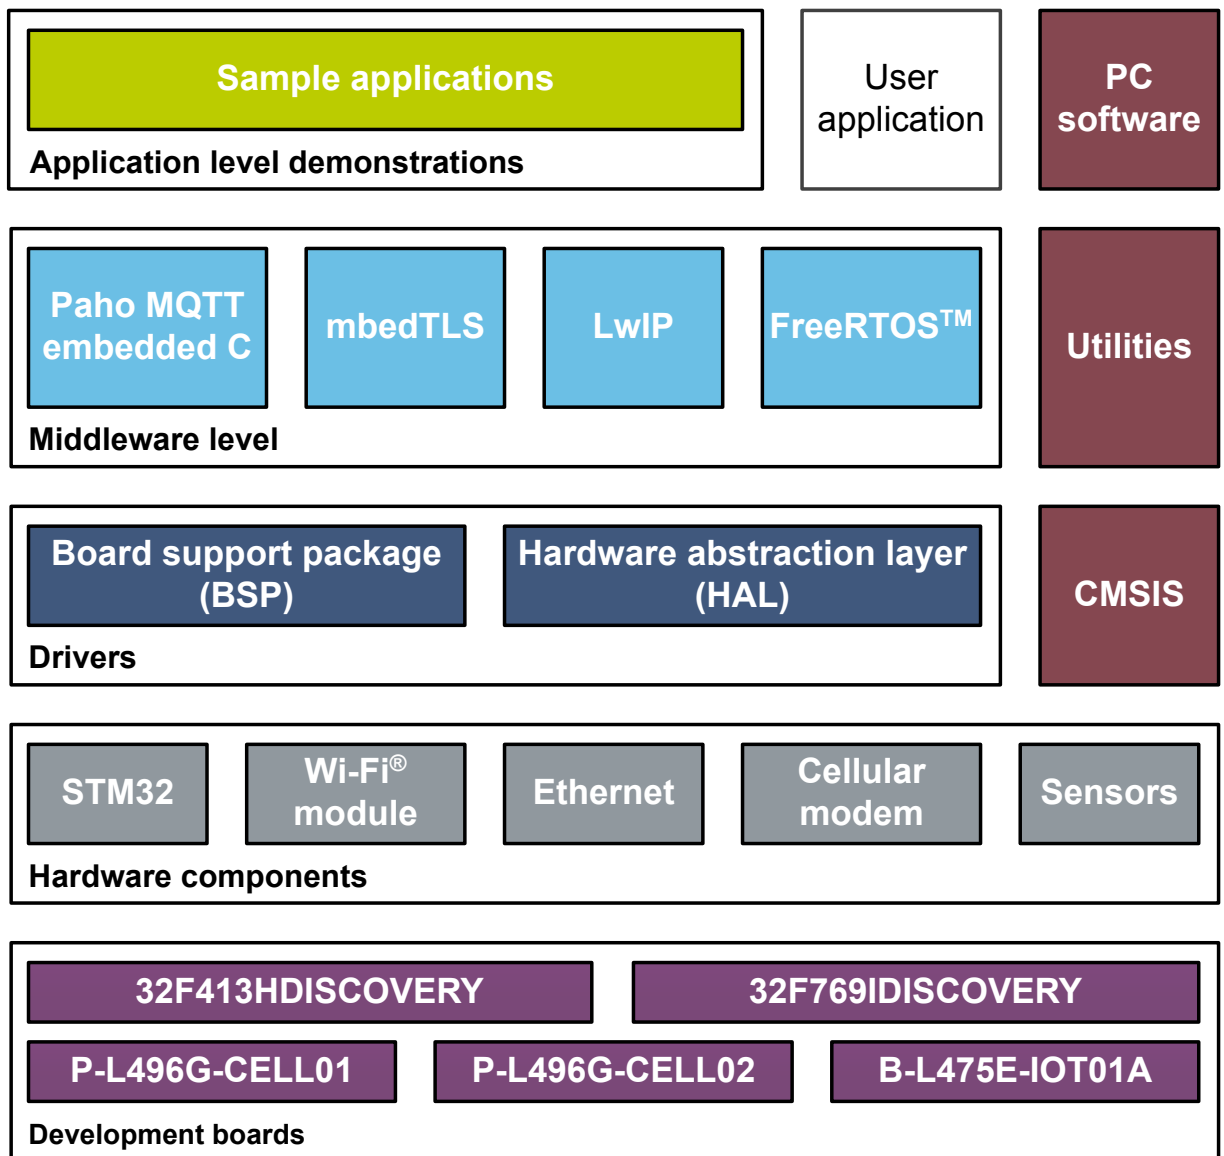 Sample applications
Application level demonstrations
User
application
PC
software
Paho MQTT
embedded C
mbedTLS
LwIP
FreeRTOS™
Middleware level
Utilities
Board support package
(BSP)
Hardware abstraction layer
(HAL)
Drivers
CMSIS
STM32
Wi-Fi®
module
Ethernet
Cellular
modem
Sensors
Hardware components
32F413HDISCOVERY
32F769IDISCOVERY
P-L496G-CELL01
P-L496G-CELL02
B-L475E-IOT01A
Development boards